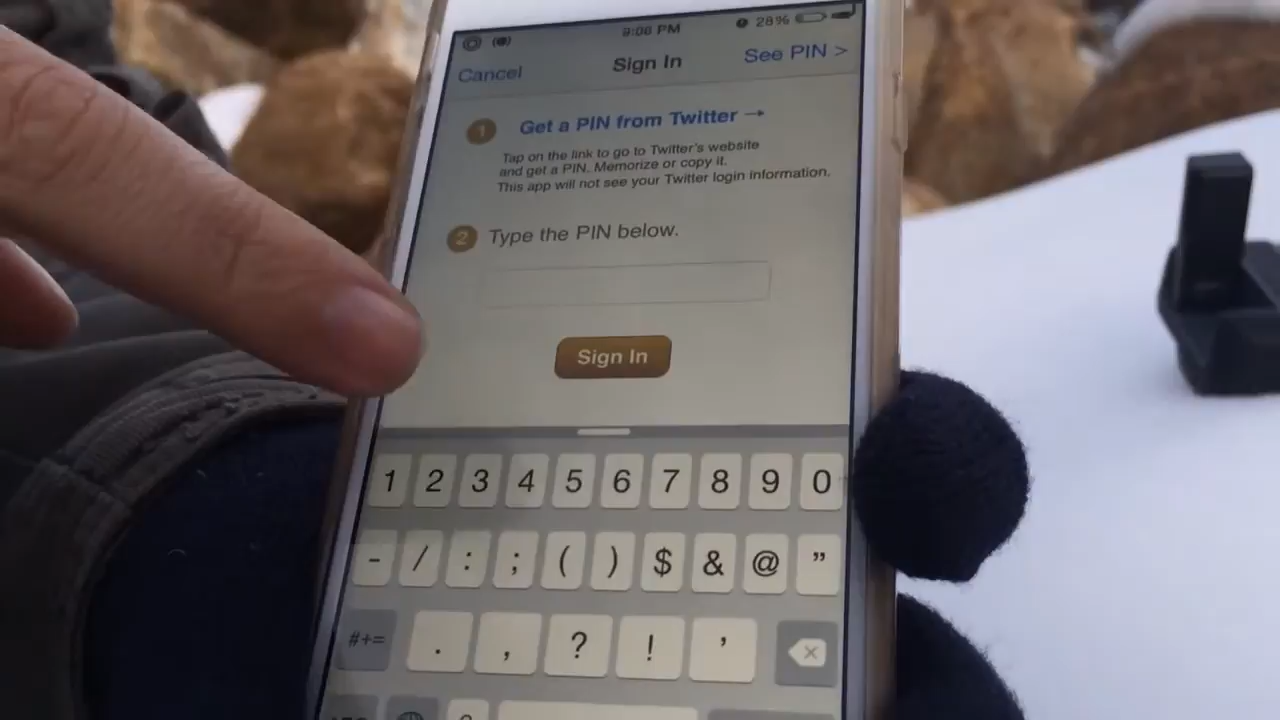 9:06 PM
28%
Cancel
Sign In
See PIN >
1
Get a PIN from Twitter →
Tap on the link to go to Twitter's website
and get a PIN. Memorize or copy it.
This app will not see your Twitter login information.
2
Type the PIN below.
Sign In
1 2 3 4 5 6 7 8 9 0
- / : ; ( ) $ & @ "
#+= . , ? ! '